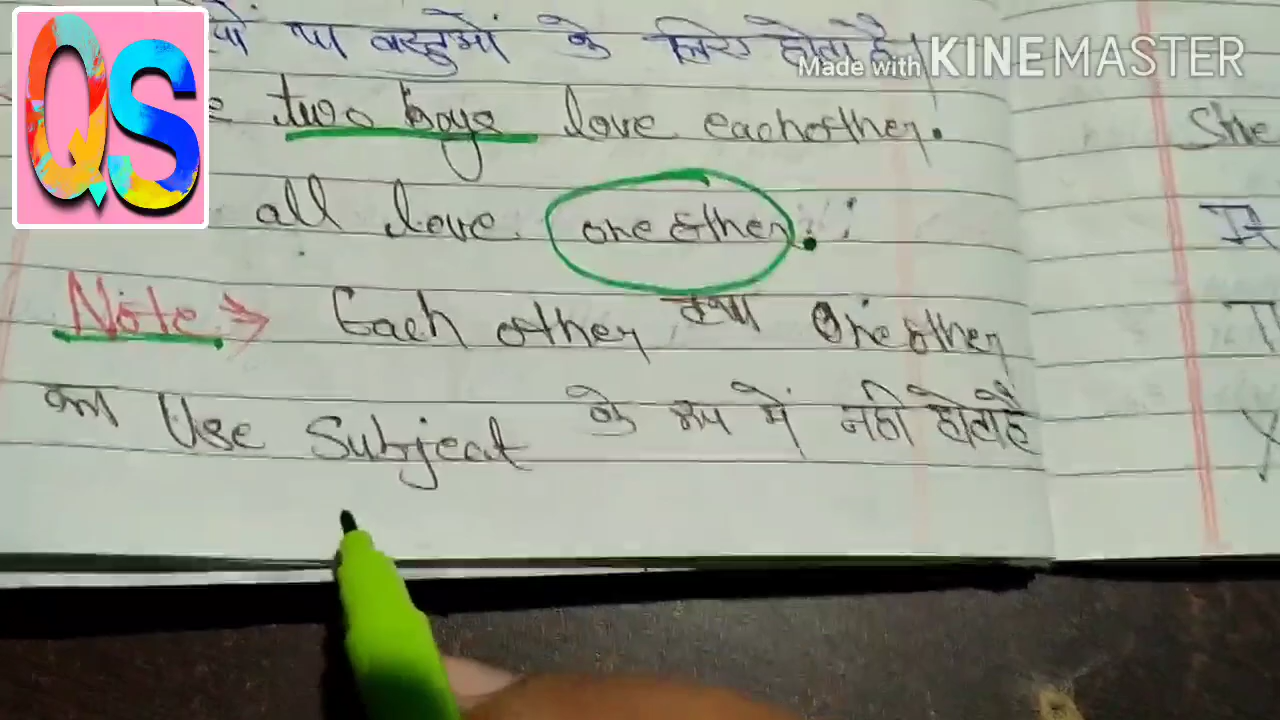 यों या वस्तुओं के लिए होता है।
Made with KINEMASTER
QS
e two boys love eachother.
She
all love one other.
Note → Each other तथा One other
का Use Subject के रूप में नही होता है